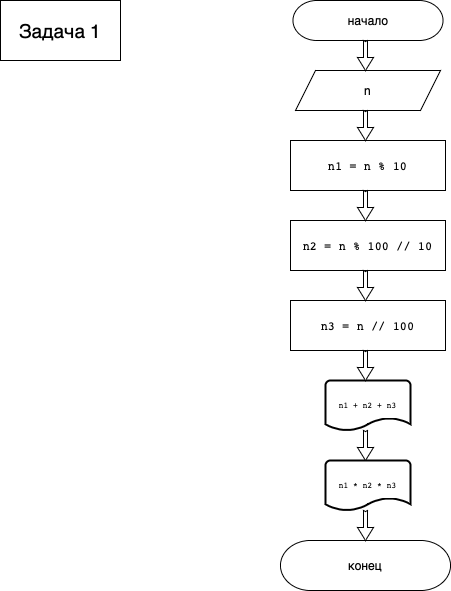 Задача 1
начало
n
n1 = n % 10
n2 = n % 100 // 10
n3 = n // 100
n1 + n2 + n3
n1 * n2 * n3
конец